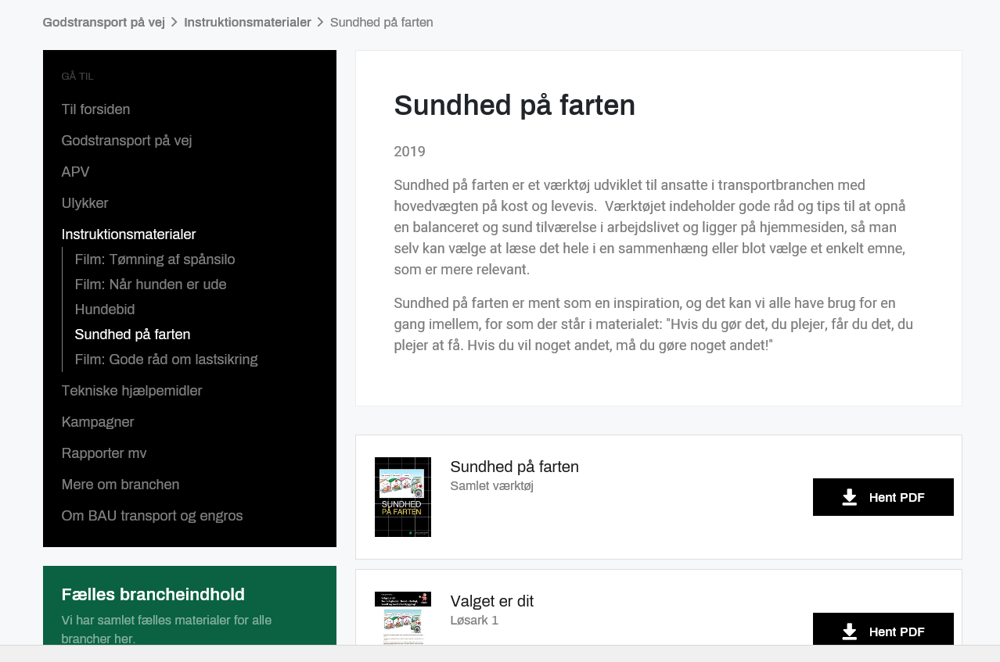 Godstransport på vej > Instruktionsmaterialer > Sundhed på farten
GÅ TIL
Til forsiden
Godstransport på vej
APV
Ulykker
Instruktionsmaterialer
Film: Tømning af spånsilo
Film: Når hunden er ude
Hundebid
Sundhed på farten
Film: Gode råd om lastsikring
Tekniske hjælpemidler
Kampagner
Rapporter mv
Mere om branchen
Om BAU transport og engros
Fælles brancheindhold
Vi har samlet fælles materialer for alle
brancher her.
Sundhed på farten
2019
Sundhed på farten er et værktøj udviklet til ansatte i transportbranchen med
hovedvægten på kost og levevis.  Værktøjet indeholder gode råd og tips til at opnå
en balanceret og sund tilværelse i arbejdslivet og ligger på hjemmesiden, så man
selv kan vælge at læse det hele i en sammenhæng eller blot vælge et enkelt emne,
som er mere relevant.
Sundhed på farten er ment som en inspiration, og det kan vi alle have brug for en
gang imellem, for som der står i materialet: "Hvis du gør det, du plejer, får du det, du
plejer at få. Hvis du vil noget andet, må du gøre noget andet!"
SUNDHED
PÅ FARTEN
Sundhed på farten
Samlet værktøj
Hent PDF
Valget er dit
Løsark 1
Hent PDF